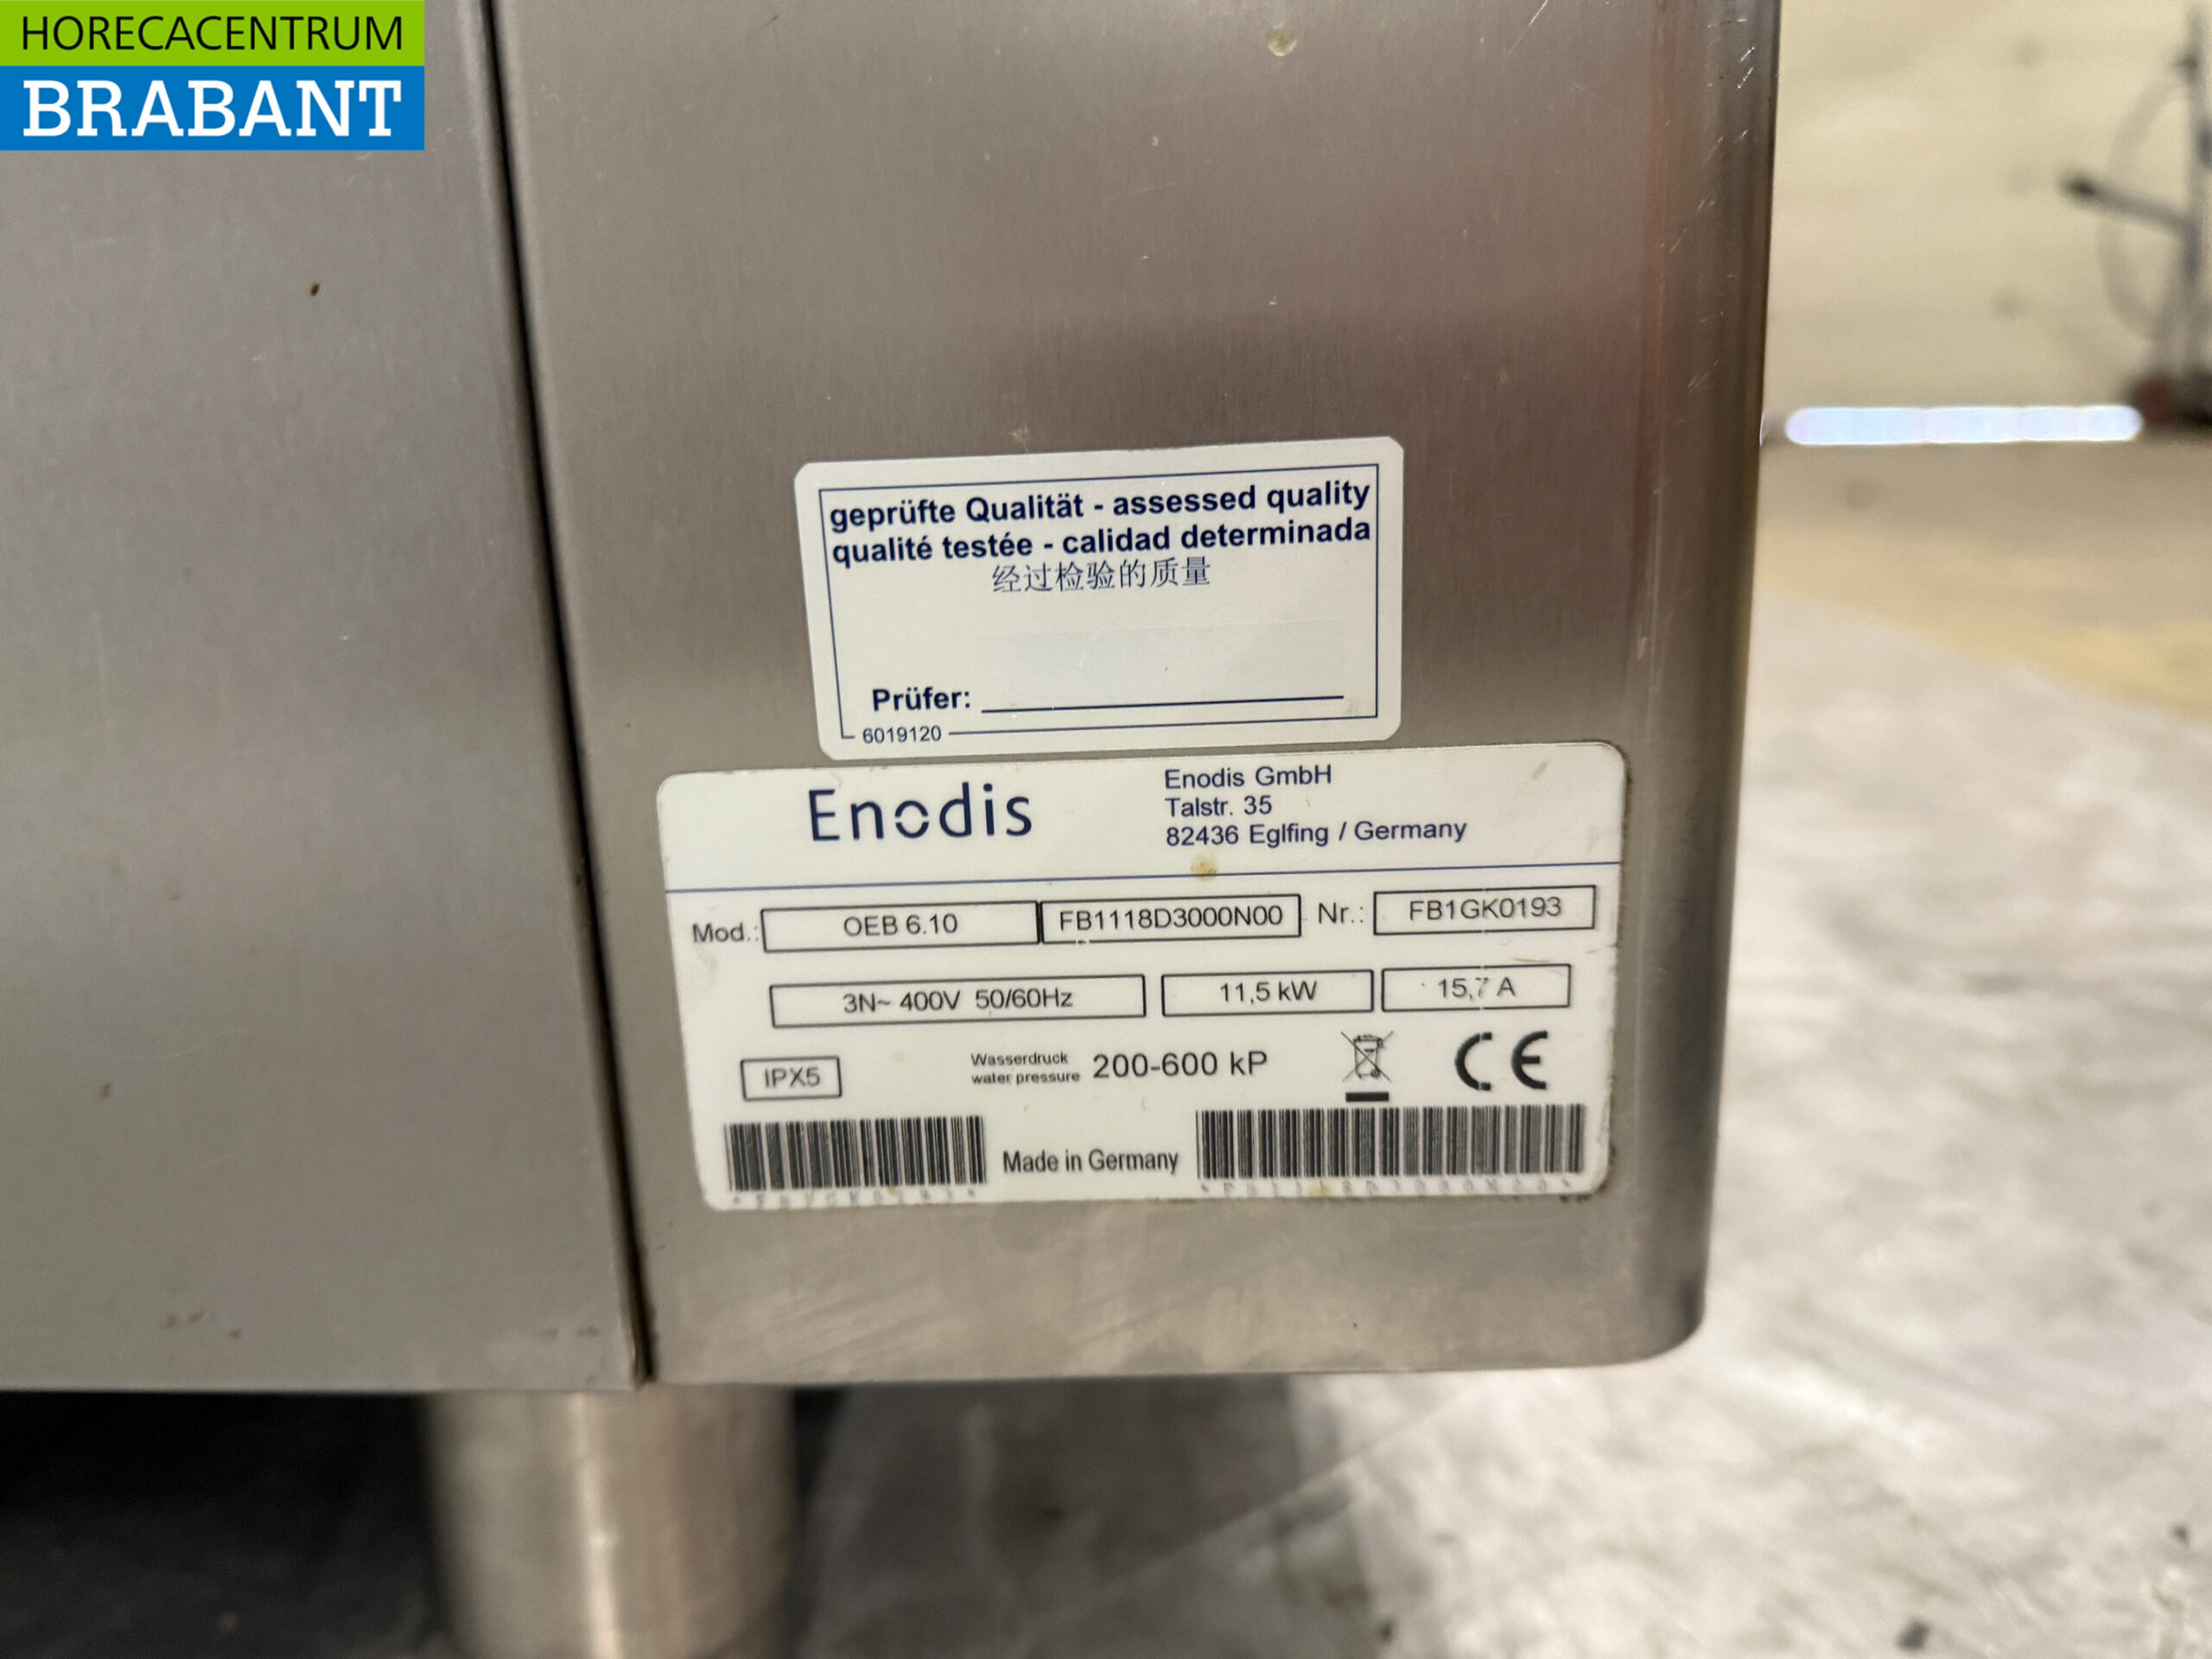 HORECACENTRUM
BRABANT
geprüfte Qualität - assessed quality
qualité testée - calidad determinada
经过检验的质量
Prüfer:
6019120
Enodis
Enodis GmbH
Talstr. 35
82436 Eglfing / Germany
Mod.: OEB 6.10 FB1118D3000N00 Nr.: FB1GK0193
3N~ 400V 50/60Hz 11,5 kW 15,7 A
IPX5
Wasserdruck
water pressure
200-600 kP
CE
Made in Germany